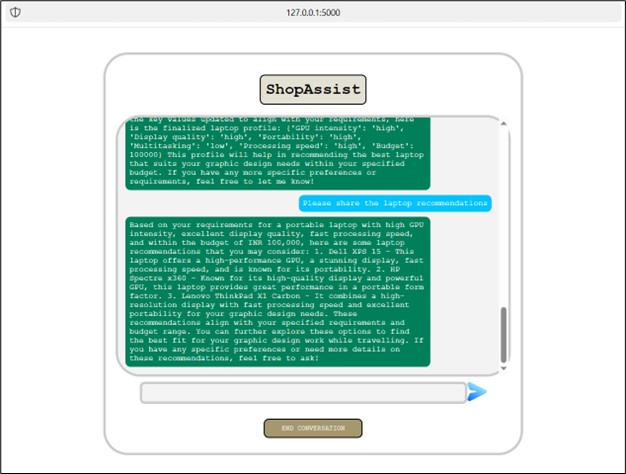 127.0.0.1:5000
ShopAssist
the key values updated to align with your requirements, here
is the finalized laptop profile: {'GPU intensity': 'high',
'Display quality': 'high', 'Portability': 'high',
'Multitasking': 'low', 'Processing speed': 'high', 'Budget':
100000} This profile will help in recommending the best laptop
that suits your graphic design needs within your specified
budget. If you have any more specific preferences or
requirements, feel free to let me know!
Please share the laptop recommendations
Based on your requirements for a portable laptop with high GPU
intensity, excellent display quality, fast processing speed,
and within the budget of INR 100,000, here are some laptop
recommendations that you may consider: 1. Dell XPS 15 - This
laptop offers a high-performance GPU, a stunning display, fast
processing speed, and is known for its portability. 2. HP
Spectre x360 - Known for its high-quality display and powerful
GPU, this laptop provides great performance in a portable form
factor. 3. Lenovo ThinkPad X1 Carbon - It combines a high-
resolution display with fast processing speed and excellent
portability for your graphic design needs. These
recommendations align with your specified requirements and
budget range. You can further explore these options to find
the best fit for your graphic design work while travelling. If
you have any specific preferences or need more details on
these recommendations, feel free to ask!
END CONVERSATION